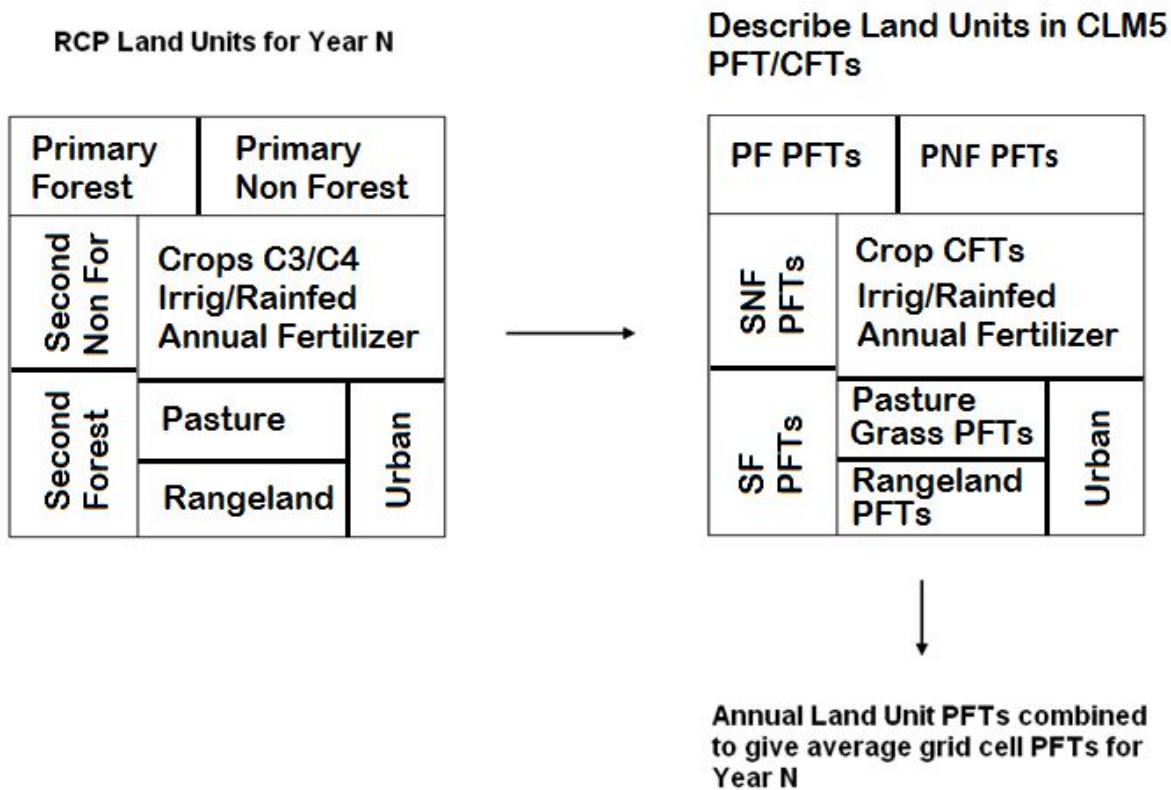 RCP Land Units for Year N
Describe Land Units in CLM5
PFT/CFTs
Primary
Forest
Primary
Non Forest
Second
Non For
Crops C3/C4
Irrig/Rainfed
Annual Fertilizer
Second
Forest
Pasture
Rangeland
Urban
PF PFTs
PNF PFTs
SNF
PFTs
Crop CFTs
Irrig/Rainfed
Annual Fertilizer
SF
PFTs
Pasture
Grass PFTs
Rangeland
PFTs
Urban
Annual Land Unit PFTs combined
to give average grid cell PFTs for
Year N